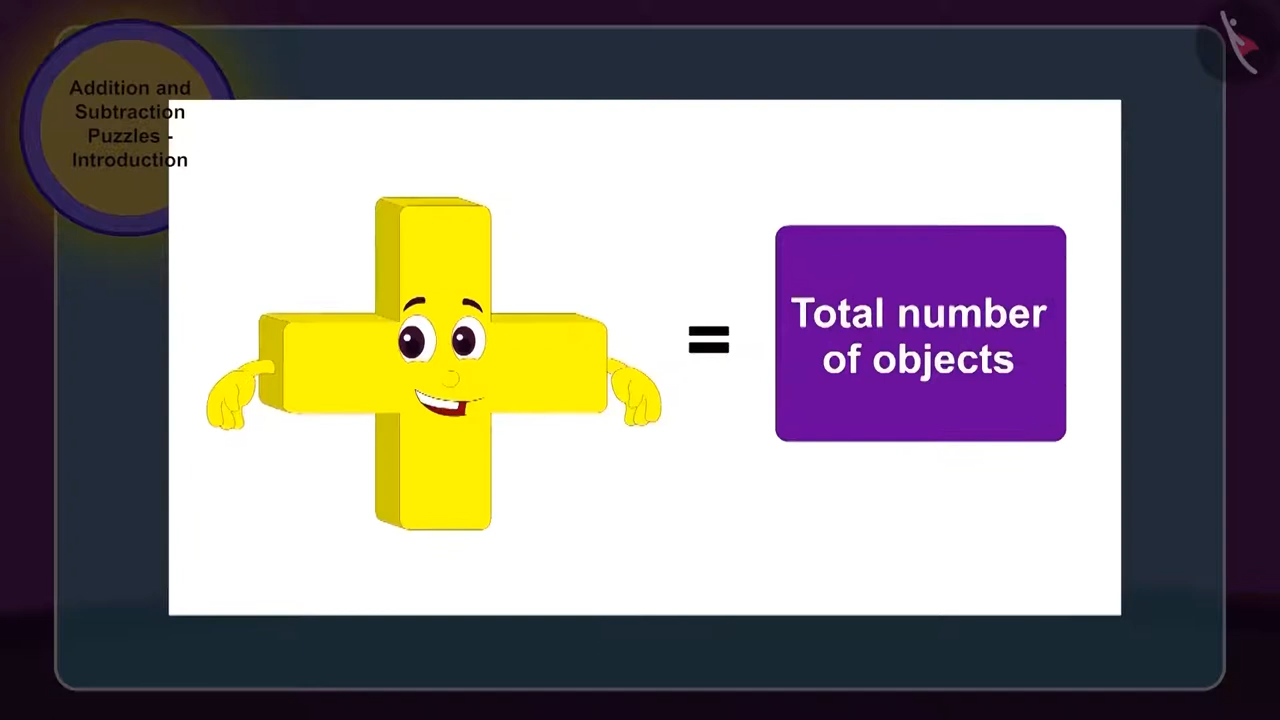 Addition and
Subtraction
Puzzles -
Introduction
=
Total number
of objects